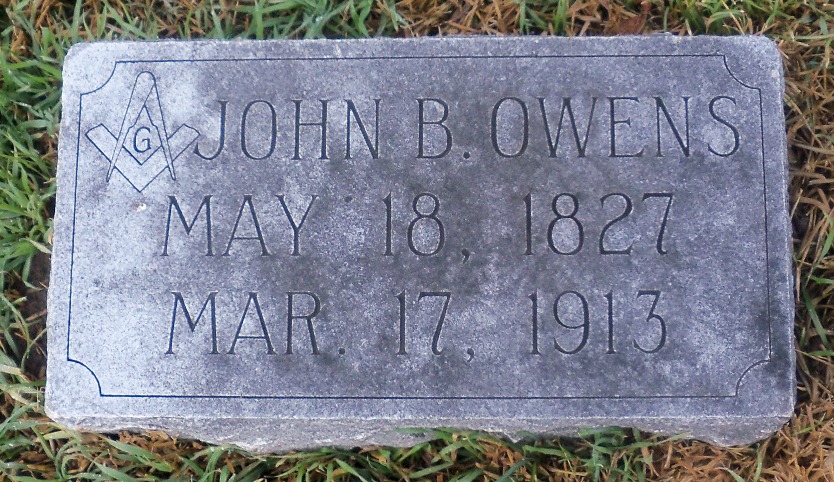 G JOHN B. OWENS
MAY 18, 1827
MAR. 17, 1913